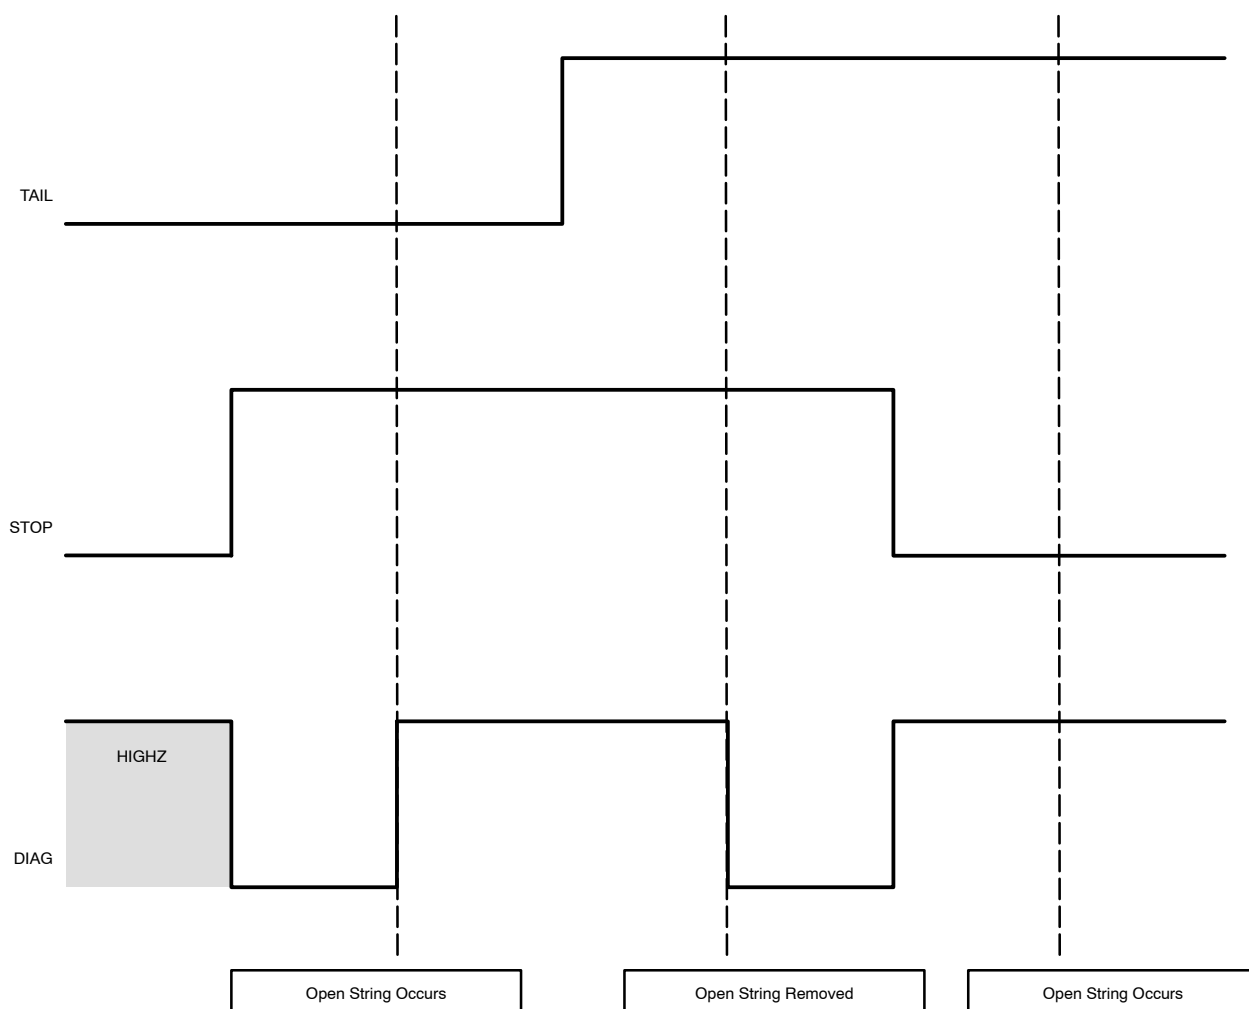 TAIL
STOP
HIGHZ
DIAG
Open String Occurs
Open String Removed
Open String Occurs